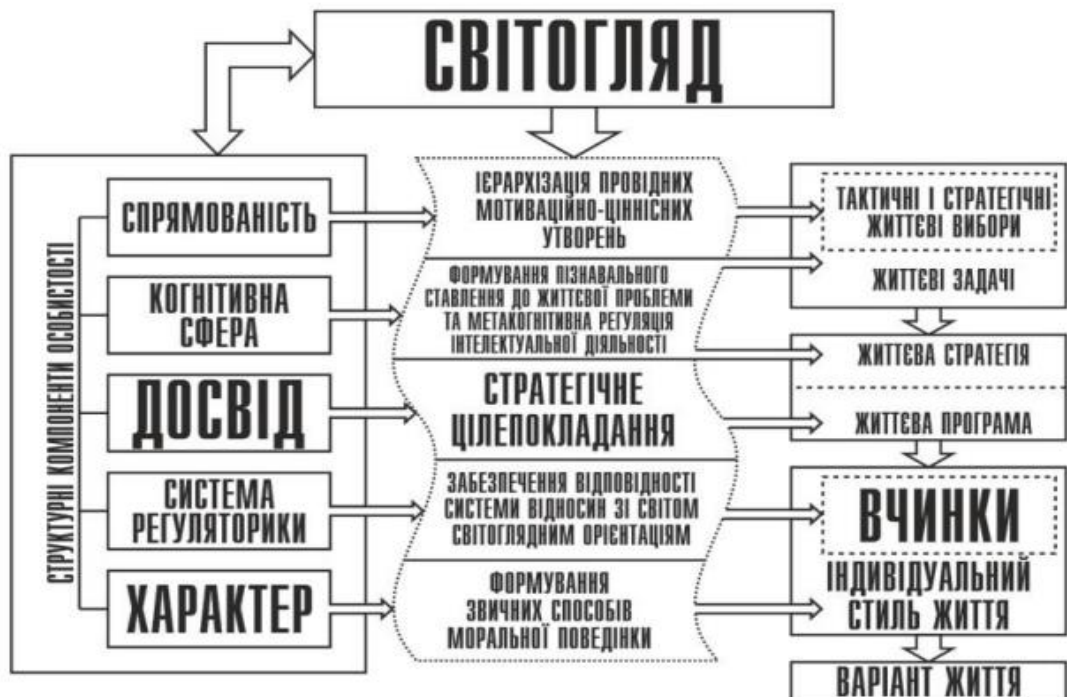 СВІТОГЛЯД
СТРУКТУРНІ КОМПОНЕНТИ ОСОБИСТОСТІ
СПРЯМОВАНІСТЬ
КОГНІТИВНА
СФЕРА
ДОСВІД
СИСТЕМА
РЕГУЛЯТОРИКИ
ХАРАКТЕР
ІЄРАРХІЗАЦІЯ ПРОВІДНИХ
МОТИВАЦІЙНО-ЦІННІСНИХ
УТВОРЕНЬ
ФОРМУВАННЯ ПІЗНАВАЛЬНОГО
СТАВЛЕННЯ ДО ЖИТТЄВОЇ ПРОБЛЕМИ
ТА МЕТАКОГНІТИВНА РЕГУЛЯЦІЯ
ІНТЕЛЕКТУАЛЬНОЇ ДІЯЛЬНОСТІ
СТРАТЕГІЧНЕ
ЦІЛЕПОКЛАДАННЯ
ЗАБЕЗПЕЧЕННЯ ВІДПОВІДНОСТІ
СИСТЕМИ ВІДНОСИН ЗІ СВІТОМ
СВІТОГЛЯДНИМ ОРІЄНТАЦІЯМ
ФОРМУВАННЯ
ЗВИЧНИХ СПОСОБІВ
МОРАЛЬНОЇ ПОВЕДІНКИ
ТАКТИЧНІ І СТРАТЕГІЧНІ
ЖИТТЄВІ ВИБОРИ
ЖИТТЄВІ ЗАДАЧІ
ЖИТТЄВА СТРАТЕГІЯ
ЖИТТЄВА ПРОГРАМА
ВЧИНКИ
ІНДИВІДУАЛЬНИЙ
СТИЛЬ ЖИТТЯ
ВАРІАНТ ЖИТТЯ